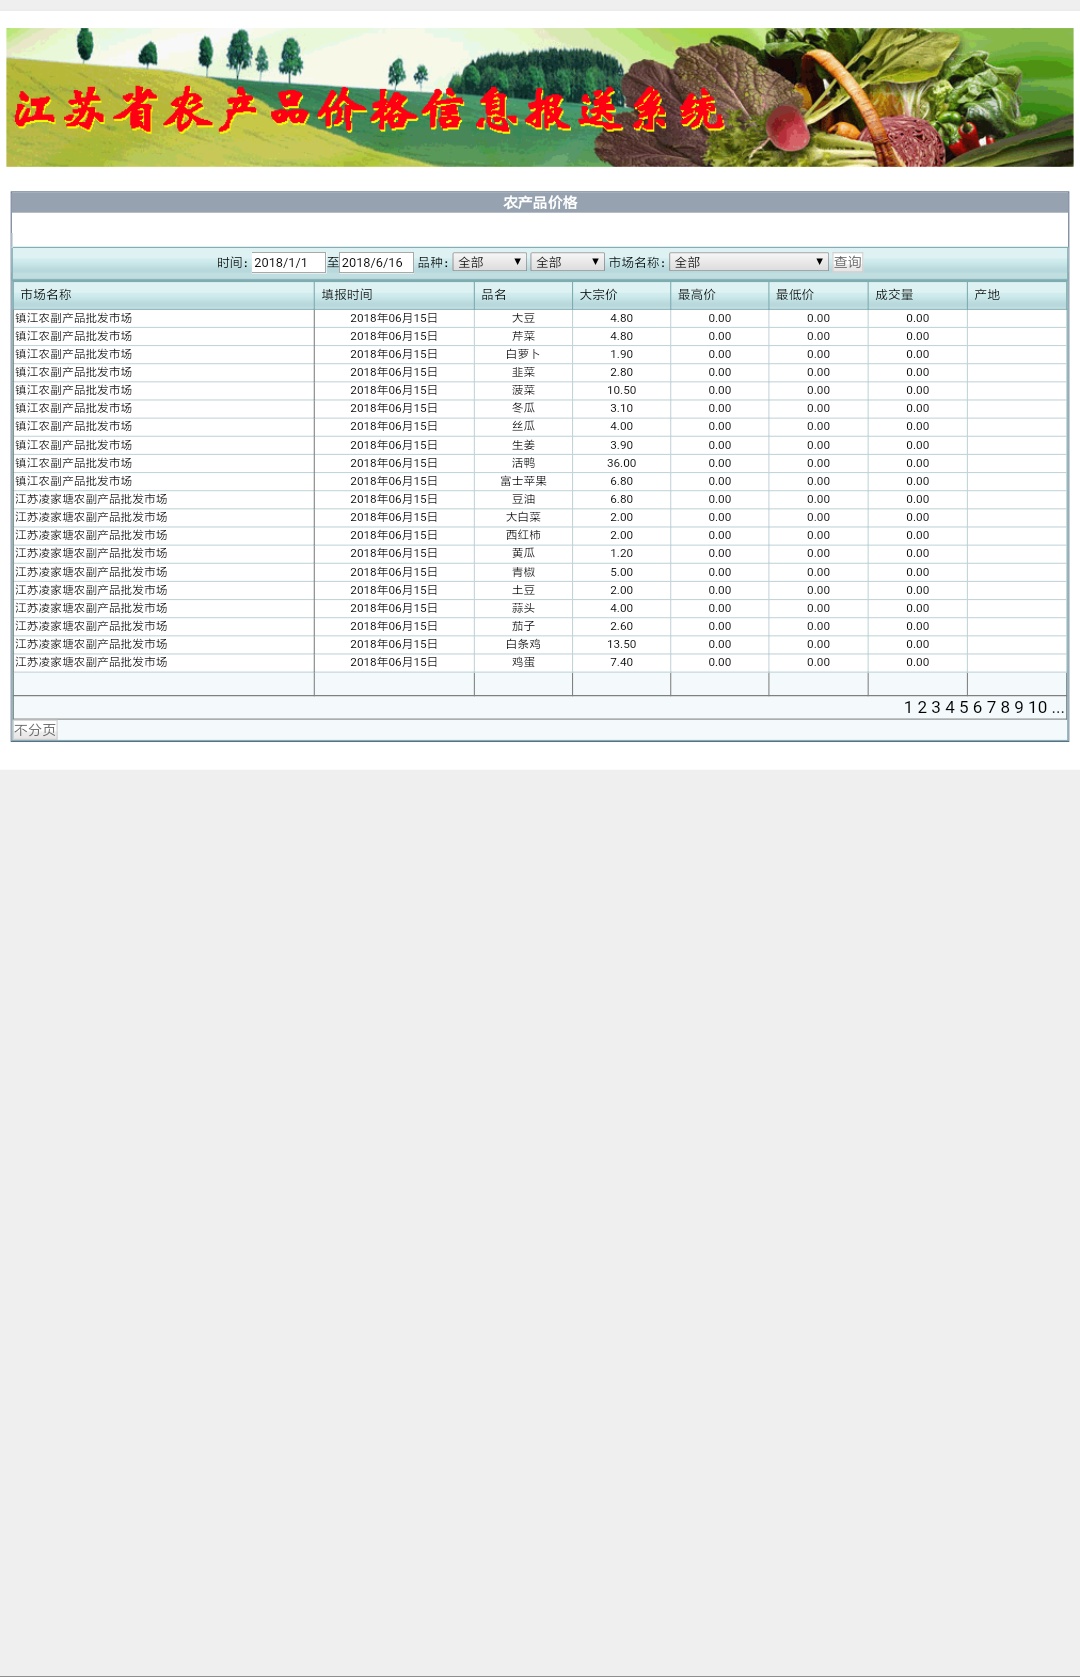 江苏省农产品价格信息报送系统
农产品价格
时间: 2018/1/1 至 2018/6/16 品种: 全部 ▼ 全部 ▼ 市场名称: 全部 ▼ 查询
市场名称 填报时间 品名 大宗价 最高价 最低价 成交量 产地
镇江农副产品批发市场 2018年06月15日 大豆 4.80 0.00 0.00 0.00
镇江农副产品批发市场 2018年06月15日 芹菜 4.80 0.00 0.00 0.00
镇江农副产品批发市场 2018年06月15日 白萝卜 1.90 0.00 0.00 0.00
镇江农副产品批发市场 2018年06月15日 韭菜 2.80 0.00 0.00 0.00
镇江农副产品批发市场 2018年06月15日 菠菜 10.50 0.00 0.00 0.00
镇江农副产品批发市场 2018年06月15日 冬瓜 3.10 0.00 0.00 0.00
镇江农副产品批发市场 2018年06月15日 丝瓜 4.00 0.00 0.00 0.00
镇江农副产品批发市场 2018年06月15日 生姜 3.90 0.00 0.00 0.00
镇江农副产品批发市场 2018年06月15日 活鸭 36.00 0.00 0.00 0.00
镇江农副产品批发市场 2018年06月15日 富士苹果 6.80 0.00 0.00 0.00
江苏凌家塘农副产品批发市场 2018年06月15日 豆油 6.80 0.00 0.00 0.00
江苏凌家塘农副产品批发市场 2018年06月15日 大白菜 2.00 0.00 0.00 0.00
江苏凌家塘农副产品批发市场 2018年06月15日 西红柿 2.00 0.00 0.00 0.00
江苏凌家塘农副产品批发市场 2018年06月15日 黄瓜 1.20 0.00 0.00 0.00
江苏凌家塘农副产品批发市场 2018年06月15日 青椒 5.00 0.00 0.00 0.00
江苏凌家塘农副产品批发市场 2018年06月15日 土豆 2.00 0.00 0.00 0.00
江苏凌家塘农副产品批发市场 2018年06月15日 蒜头 4.00 0.00 0.00 0.00
江苏凌家塘农副产品批发市场 2018年06月15日 茄子 2.60 0.00 0.00 0.00
江苏凌家塘农副产品批发市场 2018年06月15日 白条鸡 13.50 0.00 0.00 0.00
江苏凌家塘农副产品批发市场 2018年06月15日 鸡蛋 7.40 0.00 0.00 0.00
1 2 3 4 5 6 7 8 9 10 ...
不分页